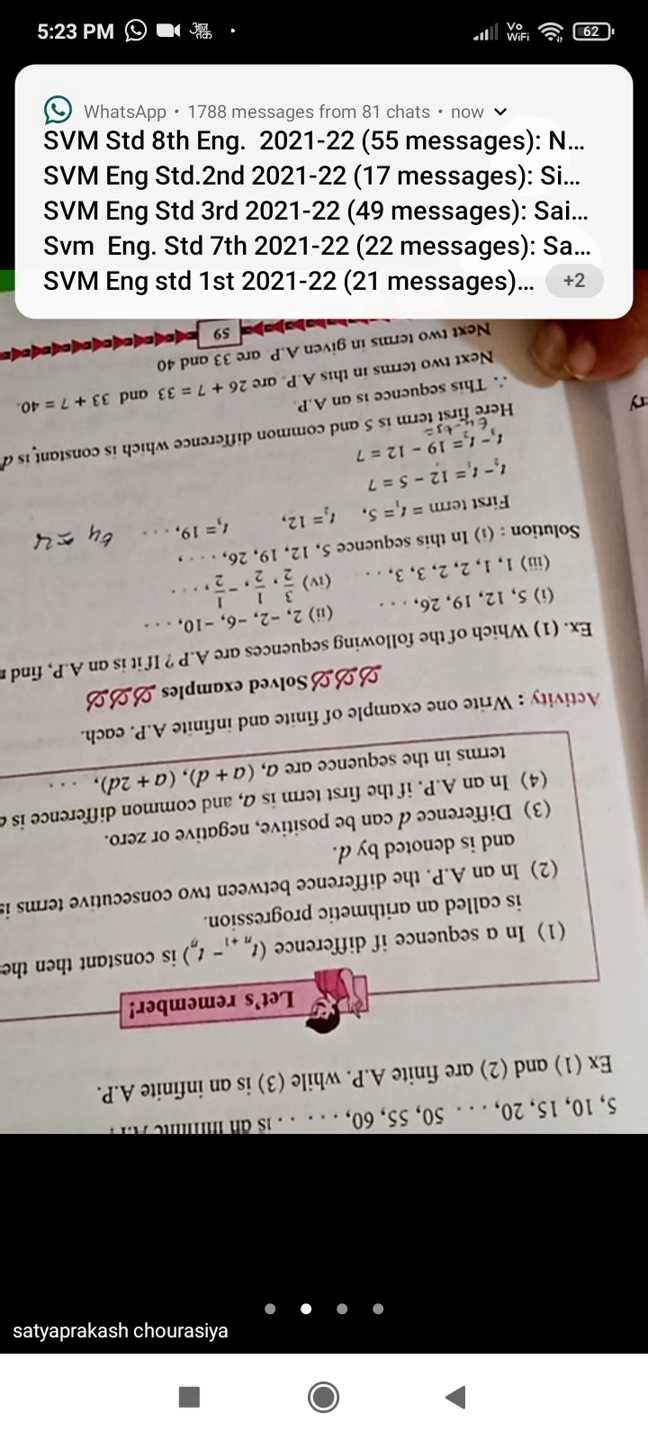 5:23 PM
Vo WiFi 62
WhatsApp • 1788 messages from 81 chats • now
SVM Std 8th Eng. 2021-22 (55 messages): N...
SVM Eng Std.2nd 2021-22 (17 messages): Si...
SVM Eng Std 3rd 2021-22 (49 messages): Sai...
Svm Eng. Std 7th 2021-22 (22 messages): Sa...
SVM Eng std 1st 2021-22 (21 messages)... +2
5, 10, 15, 20, . . . 50, 55, 60, . . . . . . is an infinite A.P.
Ex (1) and (2) are finite A.P. while (3) is an infinite A.P.
Let's remember!
(1) In a sequence if difference (tₙ₊₁ − tₙ) is constant then the
is called an arithmetic progression.
(2) In an A.P. the difference between two consecutive terms is
and is denoted by d.
(3) Difference d can be positive, negative or zero.
(4) In an A.P. if the first term is a, and common difference is
terms in the sequence are a, (a + d), (a + 2d), . . .
Activity : Write one example of finite and infinite A.P. each.
Solved examples
Ex. (1) Which of the following sequences are A.P ? If it is an A.P, find
(i) 5, 12, 19, 26, . . . (ii) 2, −2, −6, −10, . . .
(iii) 1, 1, 2, 2, 3, 3, . . . (iv) 3/2, 1/2, −1/2, . . .
Solution : (i) In this sequence 5, 12, 19, 26, . . . ,
First term = t₁ = 5, t₂ = 12, t₃ = 19, . . .
t₂ − t₁ = 12 − 5 = 7
t₃ − t₂ = 19 − 12 = 7
Here first term is 5 and common difference which is constant is d
∴ This sequence is an A.P.
Next two terms in this A.P. are 26 + 7 = 33 and 33 + 7 = 40.
Next two terms in given A.P. are 33 and 40
59
satyaprakash chourasiya